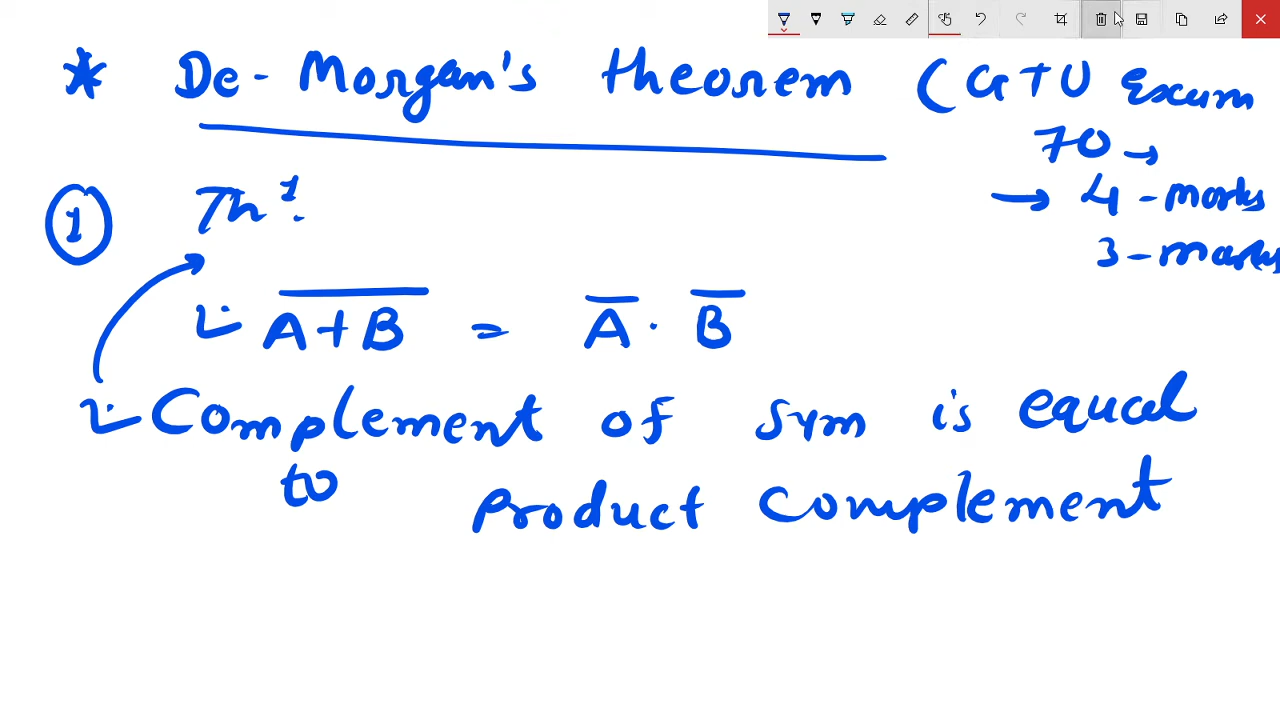 * De-Morgan's theorem (GTU Exam
70 →
→ 4 - marks
3 - marks
① Th 1.
A̅+̅B̅ = A̅ . B̅
Complement of sum is equal
to product complement